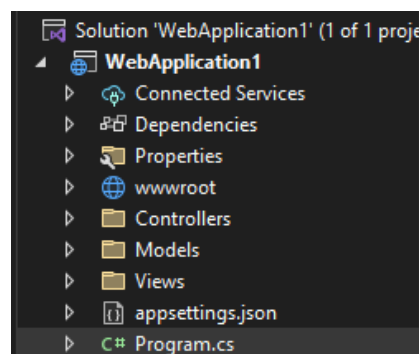 Solution 'WebApplication1' (1 of 1 proje
WebApplication1
Connected Services
Dependencies
Properties
wwwroot
Controllers
Models
Views
appsettings.json
C# Program.cs